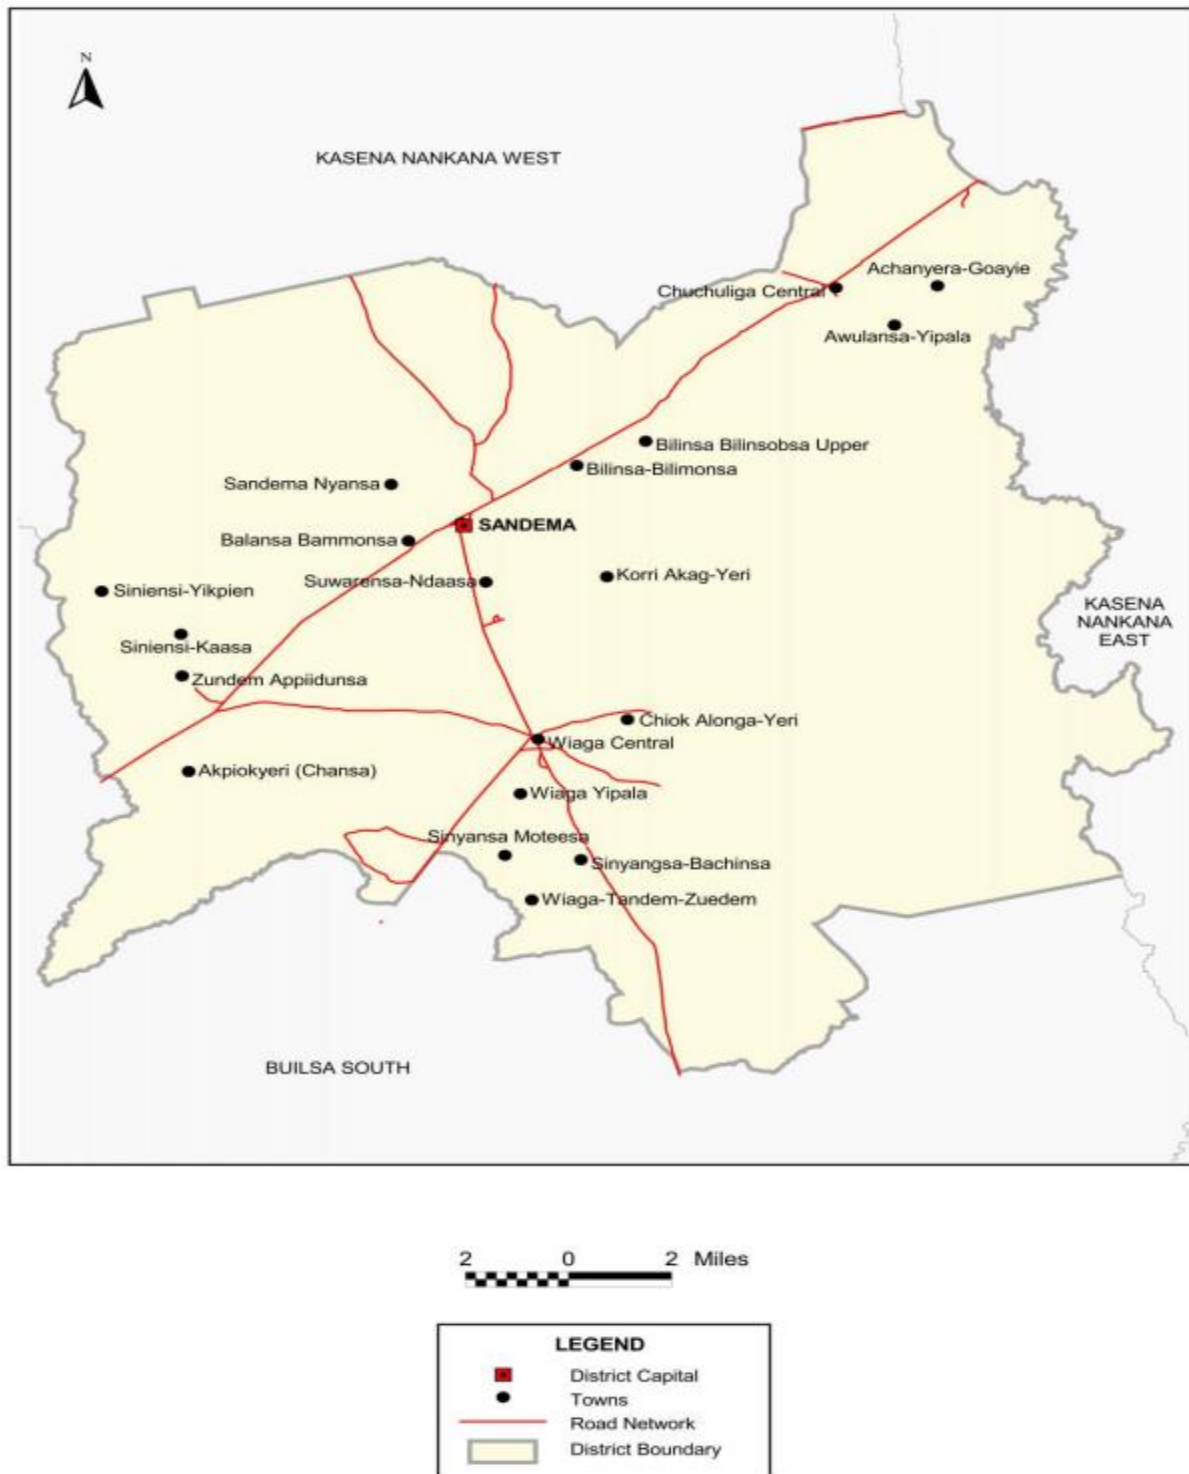 N
KASENA NANKANA WEST
Achanyera-Goayie
Chuchuliga Central
Awulansa-Yipala
Bilinsa Bilinsobsa Upper
Bilinsa-Bilimonsa
Sandema Nyansa
SANDEMA
Balansa Bammonsa
Suwarensa-Ndaasa
Korri Akag-Yeri
Siniensi-Yikpien
KASENA
NANKANA
EAST
Siniensi-Kaasa
Zundem Appiidunsa
Chiok Alonga-Yeri
Wiaga Central
Akpiokyeri (Chansa)
Wiaga Yipala
Sinyansa Moteesa
Sinyangsa-Bachinsa
Wiaga-Tandem-Zuedem
BUILSA SOUTH
2 0 2 Miles
LEGEND
District Capital
Towns
Road Network
District Boundary